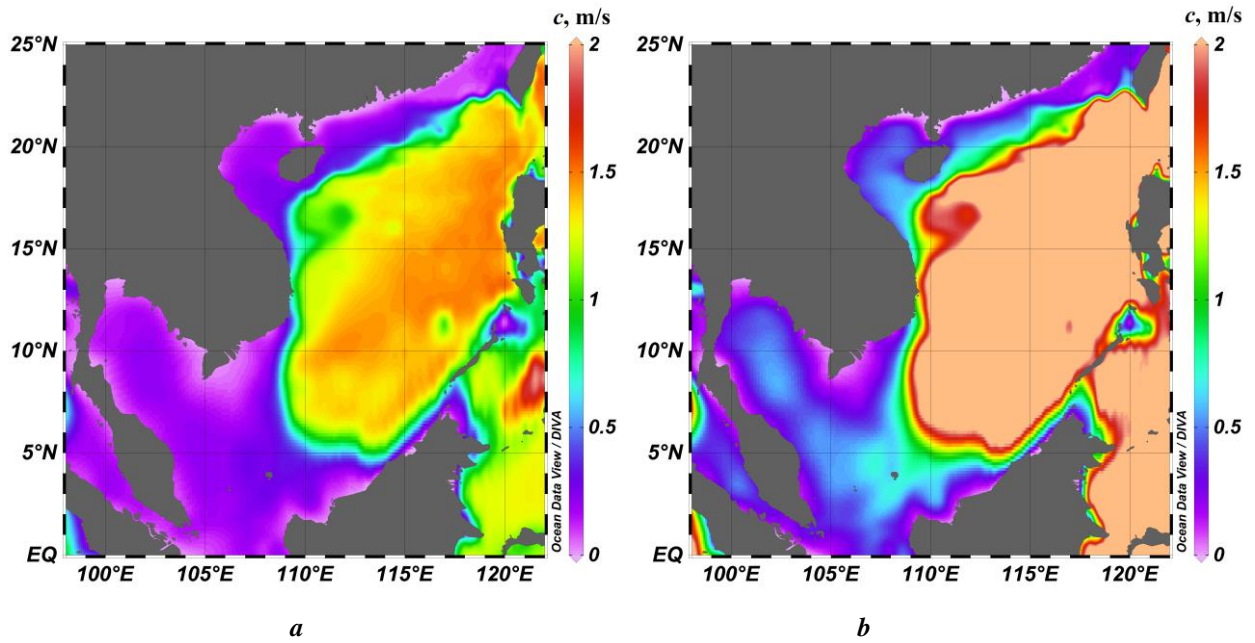 c, m/s
25°N
20°N
15°N
10°N
5°N
EQ
100°E
105°E
110°E
115°E
120°E
2
1.5
1
0.5
0
Ocean Data View / DIVA
a
c, m/s
25°N
20°N
15°N
10°N
5°N
EQ
100°E
105°E
110°E
115°E
120°E
2
1.5
1
0.5
0
Ocean Data View / DIVA
b